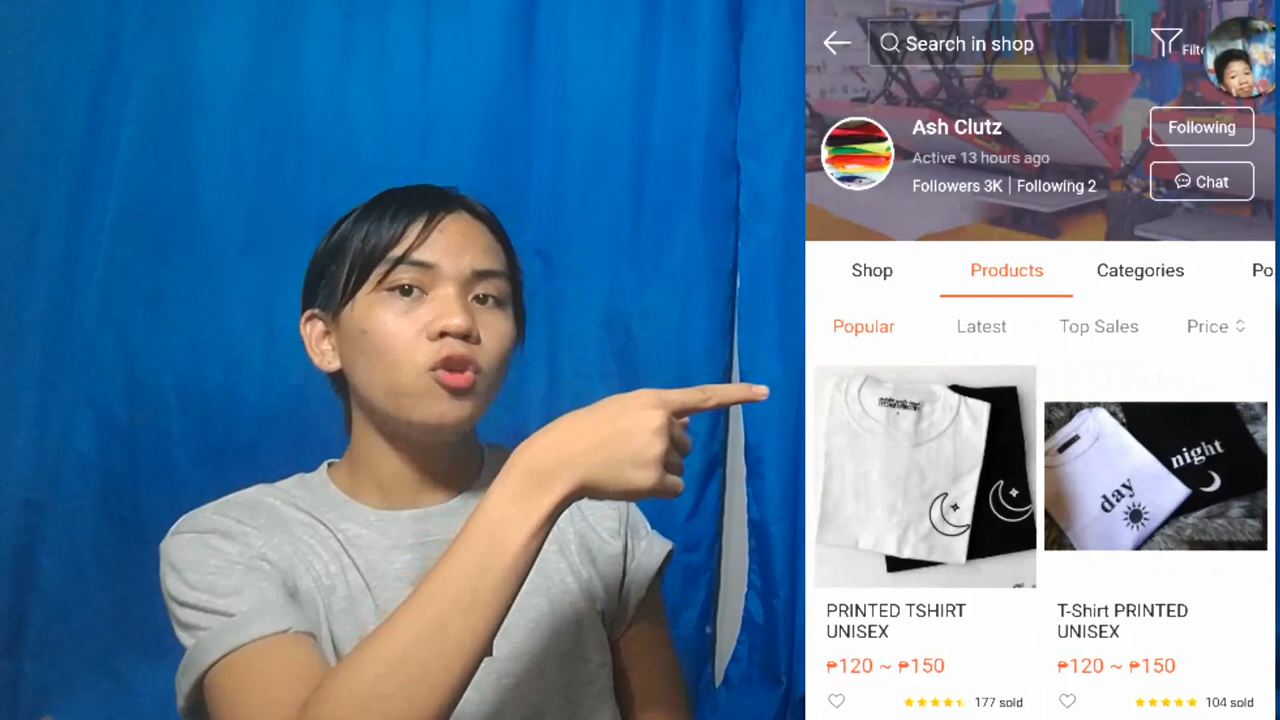 Search in shop
Filte
Ash Clutz
Active 13 hours ago
Followers 3K | Following 2
Following
Chat
Shop
Products
Categories
Po
Popular
Latest
Top Sales
Price
day
night
PRINTED TSHIRT
UNISEX
₱120 ~ ₱150
177 sold
T-Shirt PRINTED
UNISEX
₱120 ~ ₱150
104 sold